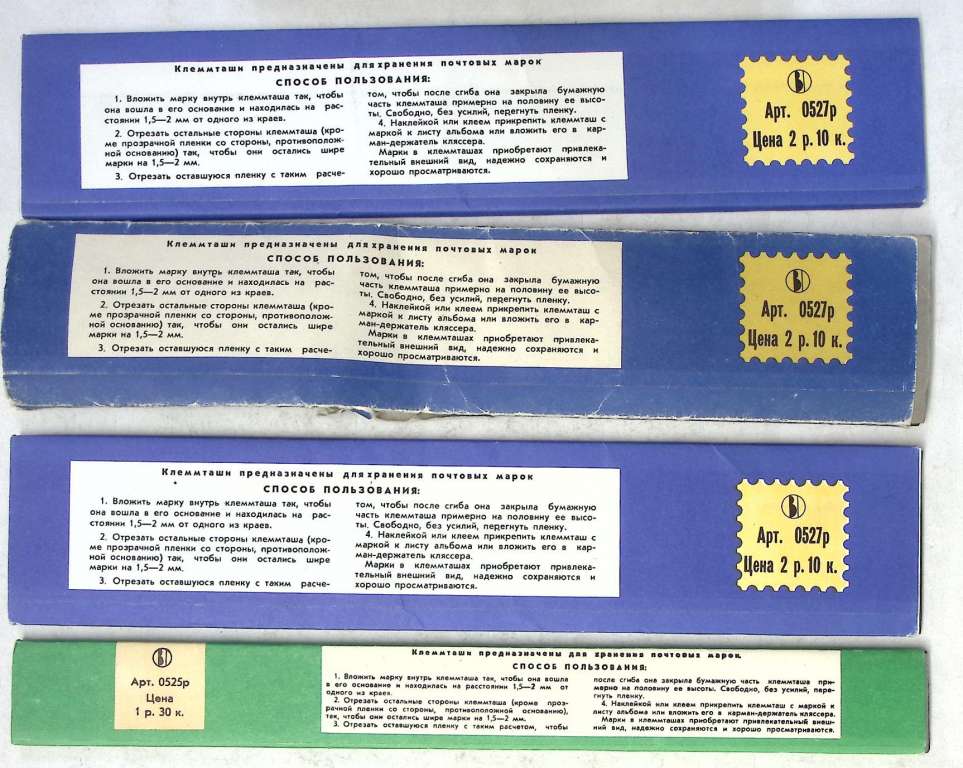 Клеммташи предназначены для хранения почтовых марок
СПОСОБ ПОЛЬЗОВАНИЯ:
1. Вложить марку внутрь клеммташа так, чтобы
она вошла в его основание и находилась на рас-
стоянии 1,5—2 мм от одного из краев.
2. Отрезать остальные стороны клеммташа (кро-
ме прозрачной пленки со стороны, противополож-
ной основанию) так, чтобы они остались шире
марки на 1,5—2 мм.
3. Отрезать оставшуюся пленку с таким расче-
том, чтобы после сгиба она закрыла бумажную
часть клеммташа примерно на половину ее высо-
ты. Свободно, без усилий, перегнуть пленку.
4. Наклейкой или клеем прикрепить клеммташ с
маркой к листу альбома или вложить его в кар-
ман-держатель кляссера.
Марки в клеммташах приобретают привлека-
тельный внешний вид, надежно сохраняются и
хорошо просматриваются.
Арт. 0527р
Цена 2 р. 10 к.
Клеммташи предназначены для хранения почтовых марок
СПОСОБ ПОЛЬЗОВАНИЯ:
1. Вложить марку внутрь клеммташа так, чтобы
она вошла в его основание и находилась на рас-
стоянии 1,5—2 мм от одного из краев.
2. Отрезать остальные стороны клеммташа (кро-
ме прозрачной пленки со стороны, противополож-
ной основанию) так, чтобы они остались шире
марки на 1,5—2 мм.
3. Отрезать оставшуюся пленку с таким расче-
том, чтобы после сгиба она закрыла бумажную
часть клеммташа примерно на половину ее высо-
ты. Свободно, без усилий, перегнуть пленку.
4. Наклейкой или клеем прикрепить клеммташ с
маркой к листу альбома или вложить его в кар-
ман-держатель кляссера.
Марки в клеммташах приобретают привлека-
тельный внешний вид, надежно сохраняются и
хорошо просматриваются.
Арт. 0527р
Цена 2 р. 10 к.
Клеммташи предназначены для хранения почтовых марок
СПОСОБ ПОЛЬЗОВАНИЯ:
1. Вложить марку внутрь клеммташа так, чтобы
она вошла в его основание и находилась на рас-
стоянии 1,5—2 мм от одного из краев.
2. Отрезать остальные стороны клеммташа (кро-
ме прозрачной пленки со стороны, противополож-
ной основанию) так, чтобы они остались шире
марки на 1,5—2 мм.
3. Отрезать оставшуюся пленку с таким расче-
том, чтобы после сгиба она закрыла бумажную
часть клеммташа примерно на половину ее высо-
ты. Свободно, без усилий, перегнуть пленку.
4. Наклейкой или клеем прикрепить клеммташ с
маркой к листу альбома или вложить его в кар-
ман-держатель кляссера.
Марки в клеммташах приобретают привлека-
тельный внешний вид, надежно сохраняются и
хорошо просматриваются.
Арт. 0527р
Цена 2 р. 10 к.
Арт. 0525р
Цена
1 р. 30 к.
Клеммташи предназначены для хранения почтовых марок
СПОСОБ ПОЛЬЗОВАНИЯ:
1. Вложить марку внутрь клеммташа так, чтобы она вошла
в его основание и находилась на расстоянии 1,5—2 мм от
одного из краев.
2. Отрезать остальные стороны клеммташа (кроме проз-
рачной пленки со стороны, противоположной основанию),
так, чтобы они остались шире марки на 1,5—2 мм.
3. Отрезать оставшуюся пленку с таким расчетом, чтобы
после сгиба она закрыла бумажную часть клеммташа при-
мерно на половину ее высоты. Свободно, без усилий, пере-
гнуть пленку.
4. Наклейкой или клеем прикрепить клеммташ с маркой к
листу альбома или вложить его в карман-держатель кляссера.
Марки в клеммташах приобретают привлекательный внеш-
ний вид, надежно сохраняются и хорошо просматриваются.